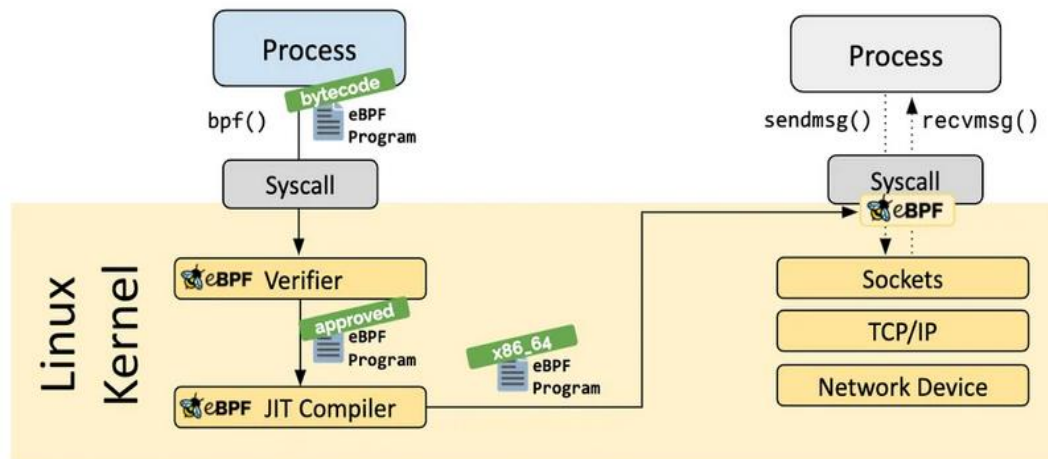 Process
bytecode
bpf()
eBPF
Program
Syscall
Process
sendmsg()
recvmsg()
Syscall
eBPF
Linux
Kernel
eBPF Verifier
approved
eBPF
Program
eBPF JIT Compiler
x86_64
eBPF
Program
Sockets
TCP/IP
Network Device